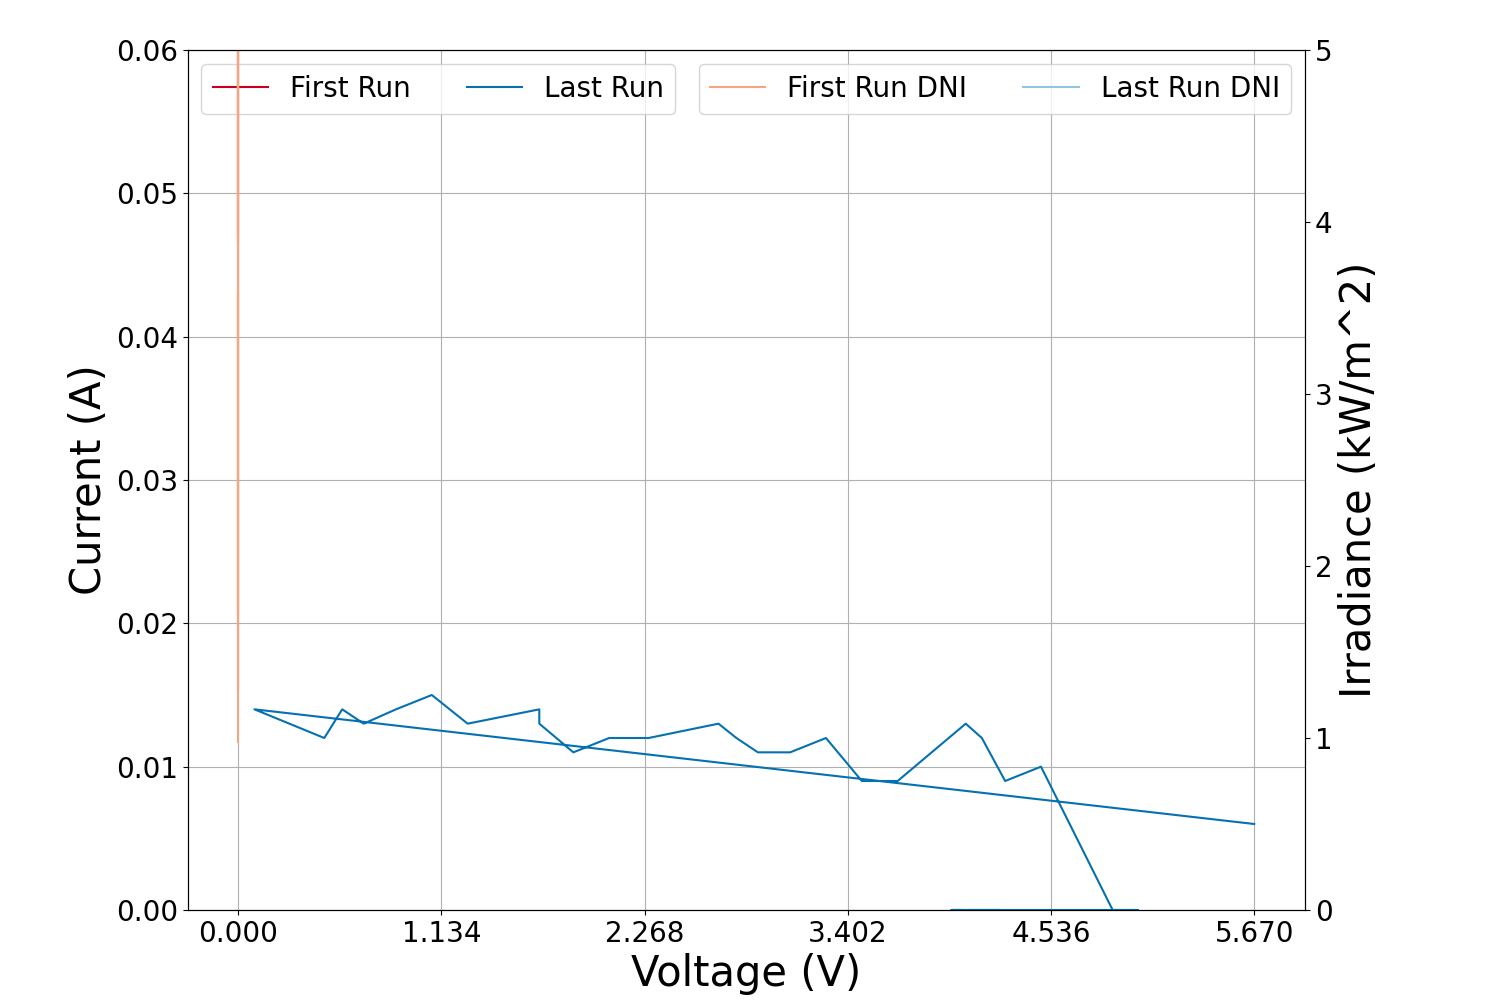 0.06
0.05
0.04
0.03
0.02
0.01
0.00
Current (A)
First Run
Last Run
First Run DNI
Last Run DNI
5
4
3
2
1
0
Irradiance (kW/m^2)
0.000
1.134
2.268
3.402
4.536
5.670
Voltage (V)